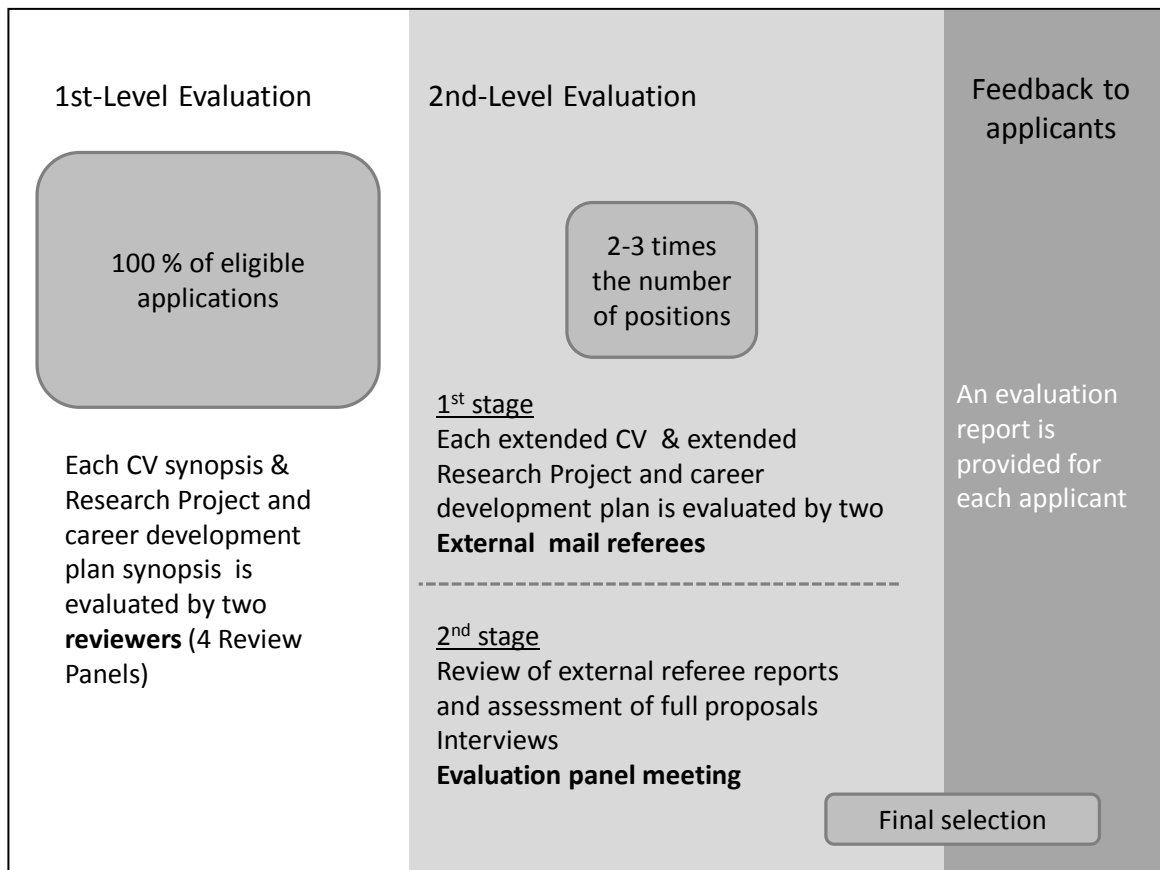 1st-Level Evaluation
100 % of eligible
applications
Each CV synopsis &
Research Project and
career development
plan synopsis is
evaluated by two
reviewers (4 Review
Panels)
2nd-Level Evaluation
2-3 times
the number
of positions
1st stage
Each extended CV & extended
Research Project and career
development plan is evaluated by two
External mail referees
2nd stage
Review of external referee reports
and assessment of full proposals
Interviews
Evaluation panel meeting
Feedback to
applicants
An evaluation
report is
provided for
each applicant
Final selection